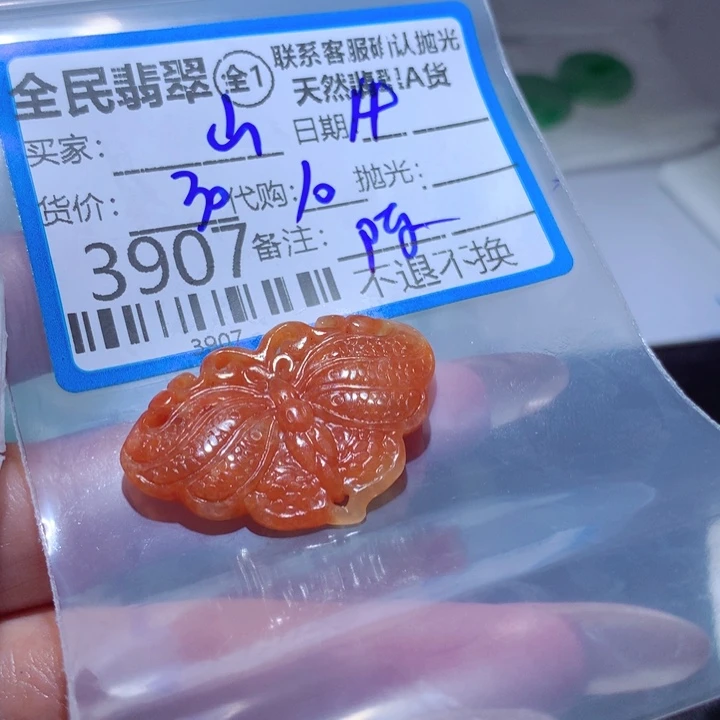 全民翡翠 全1 联系客服确认抛光
天然翡翠!A货
买家: 山 日期 14
货价: 30 代购: 10 抛光:
3907 备注:
不退不换
3907